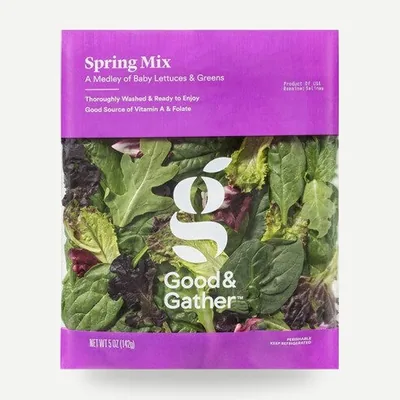 Spring Mix
A Medley of Baby Lettuces & Greens
Thoroughly Washed & Ready to Enjoy
Good Source of Vitamin A & Folate
Product Of USA
g
Good&
Gather™
NET WT 5 OZ (142g)
PERISHABLE
KEEP REFRIGERATED